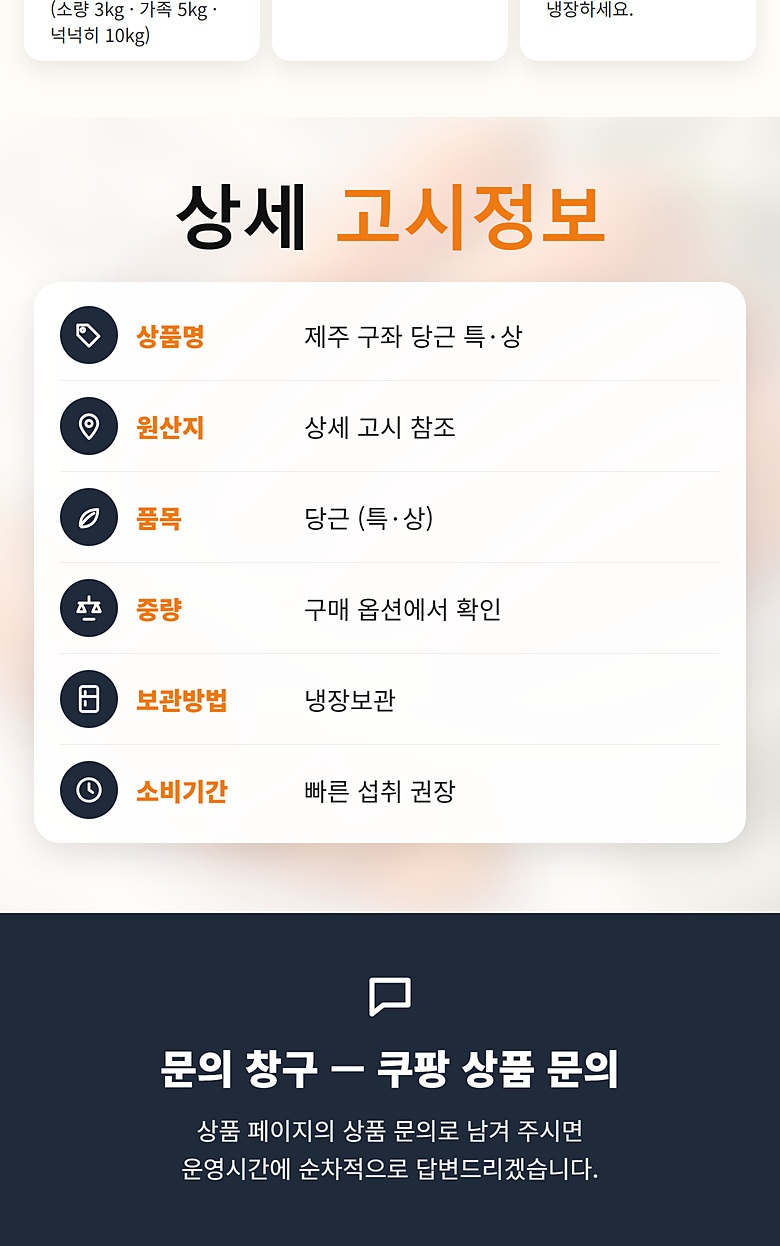 (소량 3kg · 가족 5kg ·
넉넉히 10kg)
냉장하세요.
상세 고시정보
상품명 제주 구좌 당근 특·상
원산지 상세 고시 참조
품목 당근 (특·상)
중량 구매 옵션에서 확인
보관방법 냉장보관
소비기간 빠른 섭취 권장
문의 창구 — 쿠팡 상품 문의
상품 페이지의 상품 문의로 남겨 주시면
운영시간에 순차적으로 답변드리겠습니다.